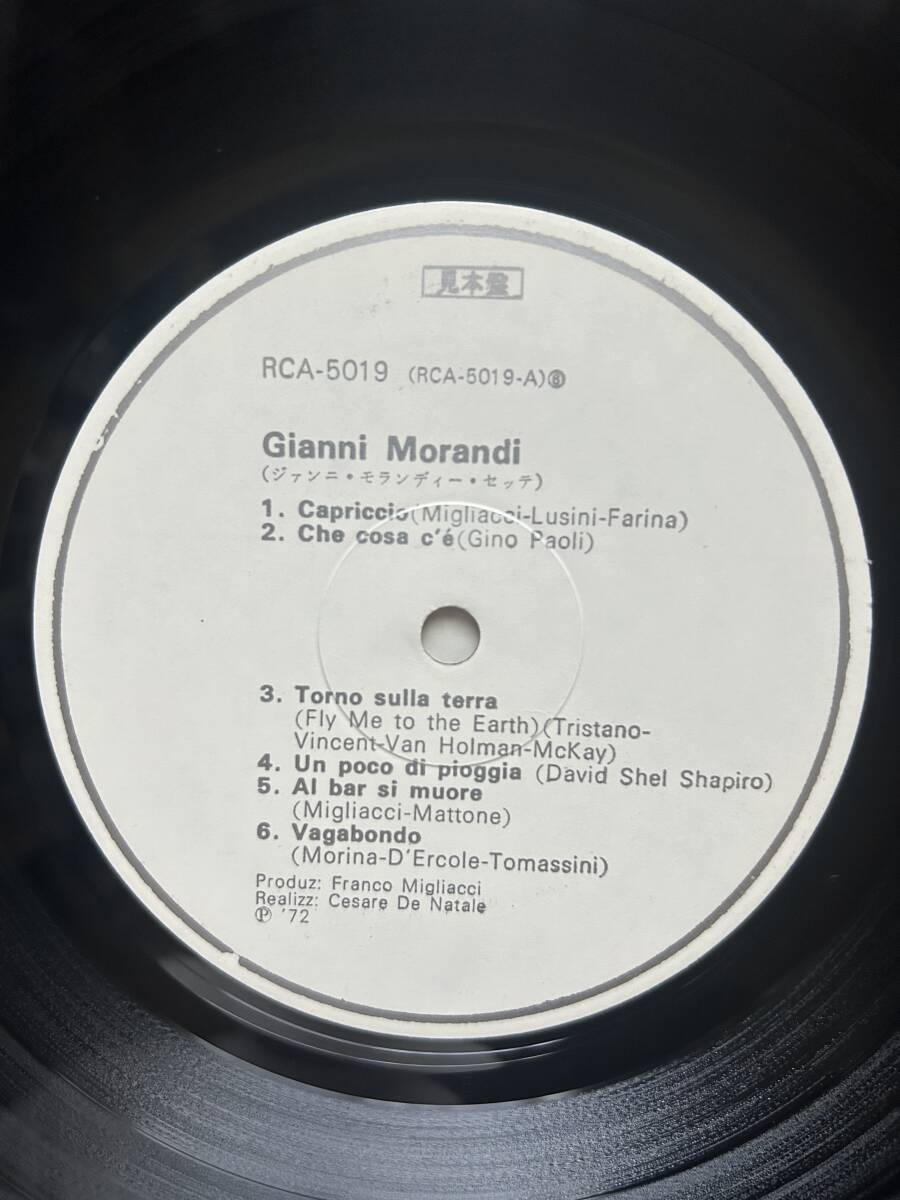 見本盤
RCA-5019 (RCA-5019-A)⑧
Gianni Morandi
(ジァンニ・モランディー・セッテ)
1. Capriccio(Migliacci-Lusini-Farina)
2. Che cosa c'é(Gino Paoli)
3. Torno sulla terra
(Fly Me to the Earth)(Tristano-
Vincent-Van Holman-McKay)
4. Un poco di pioggia (David Shel Shapiro)
5. Al bar si muore
(Migliacci-Mattone)
6. Vagabondo
(Morina-D'Ercole-Tomassini)
Produz: Franco Migliacci
Realizz: Cesare De Natale
℗ '72